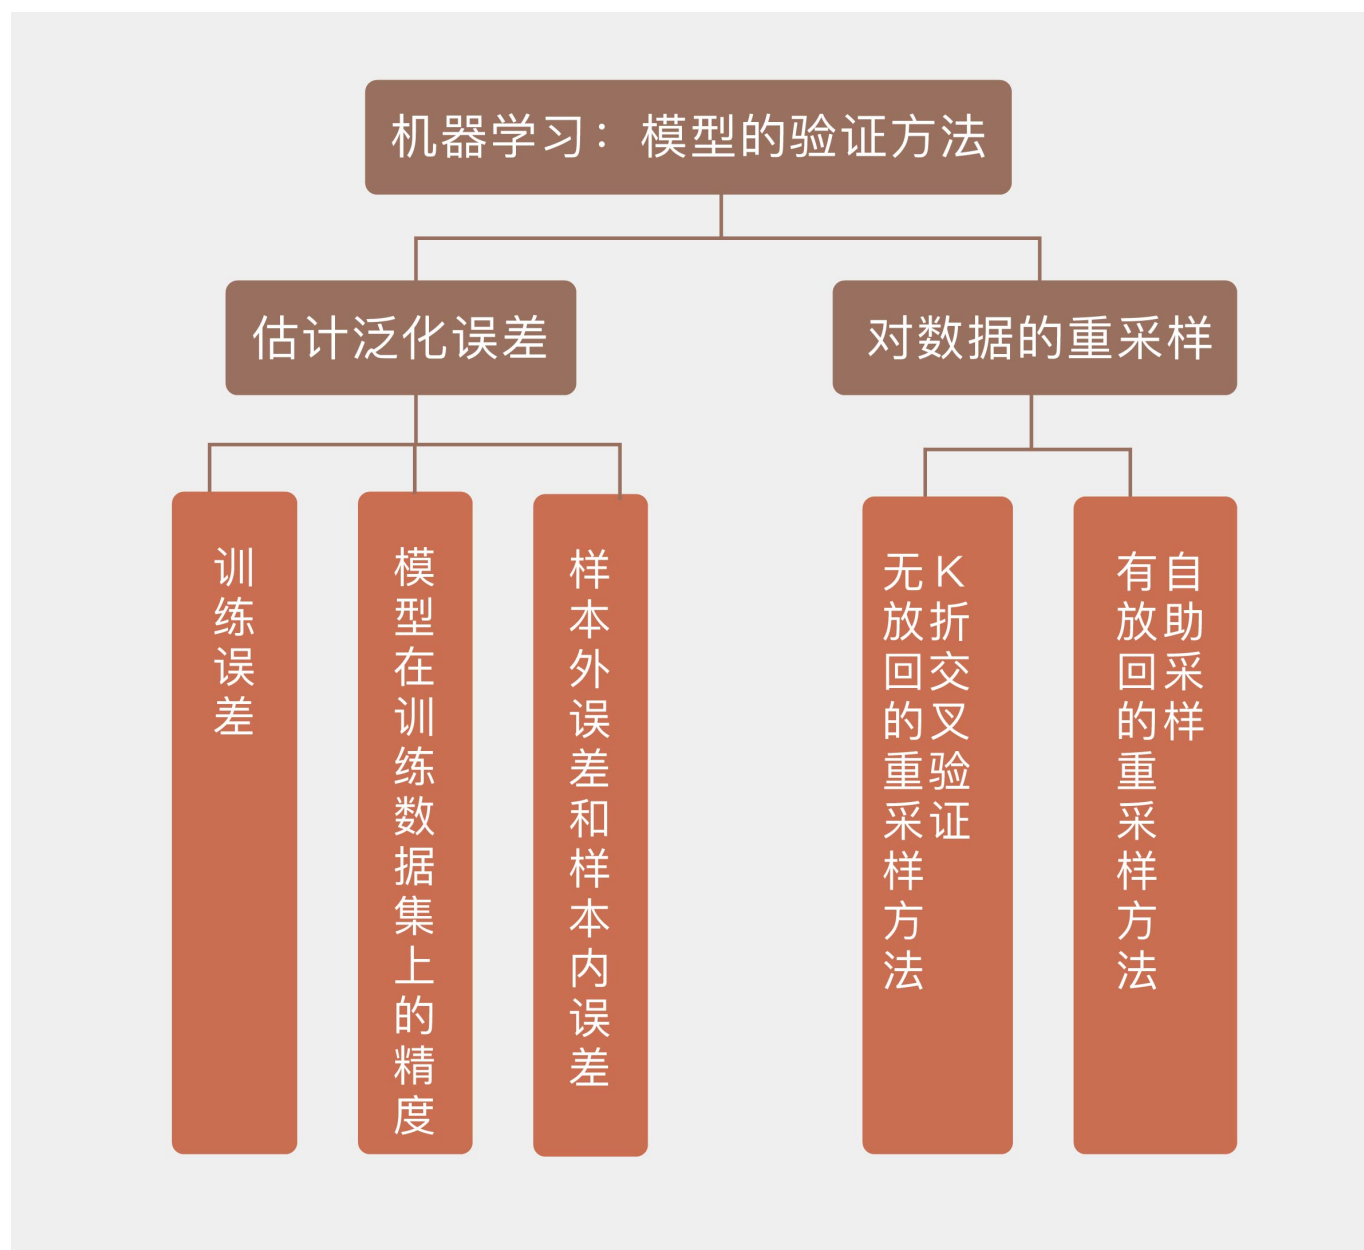 机器学习：模型的验证方法
估计泛化误差
对数据的重采样
训练误差
模型在训练数据集上的精度
样本外误差和样本内误差
K折交叉验证
无放回的重采样方法
自助采样
有放回的重采样方法